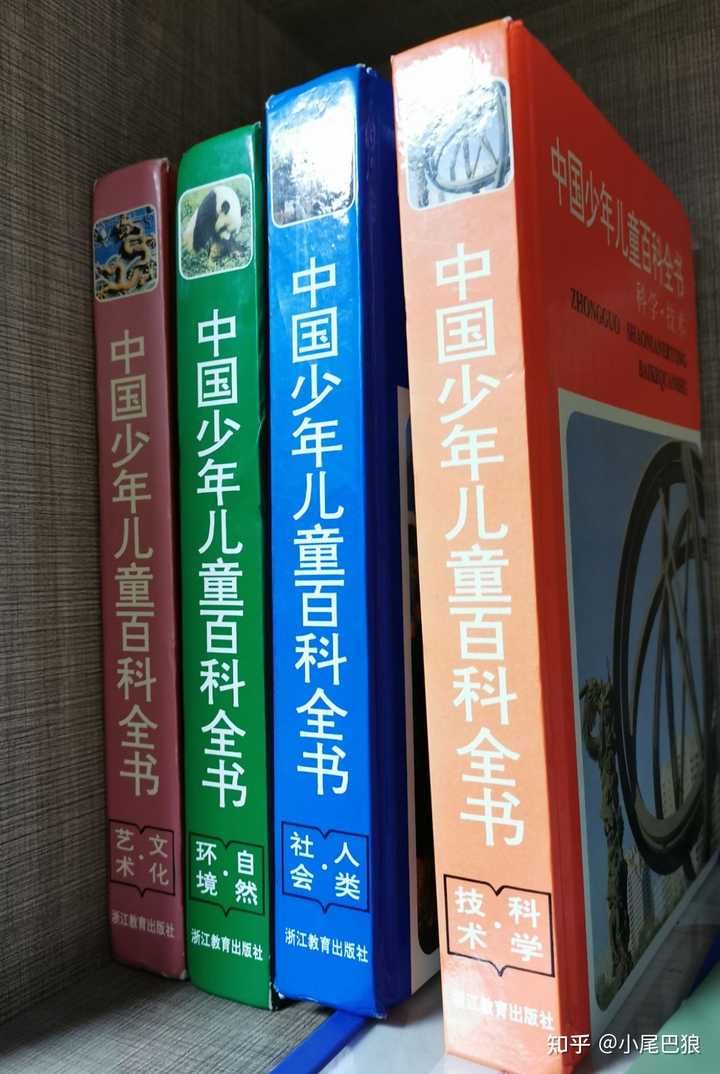 中国少年儿童百科全书
文化·艺术
浙江教育出版社
中国少年儿童百科全书
自然·环境
浙江教育出版社
中国少年儿童百科全书
人类·社会
浙江教育出版社
中国少年儿童百科全书
科学·技术
浙江教育出版社
中国少年儿童百科全书
科学·技术
ZHONGGUO SHAONIANERTONG
BAIKEQUANSHU
知乎 @小尾巴狼